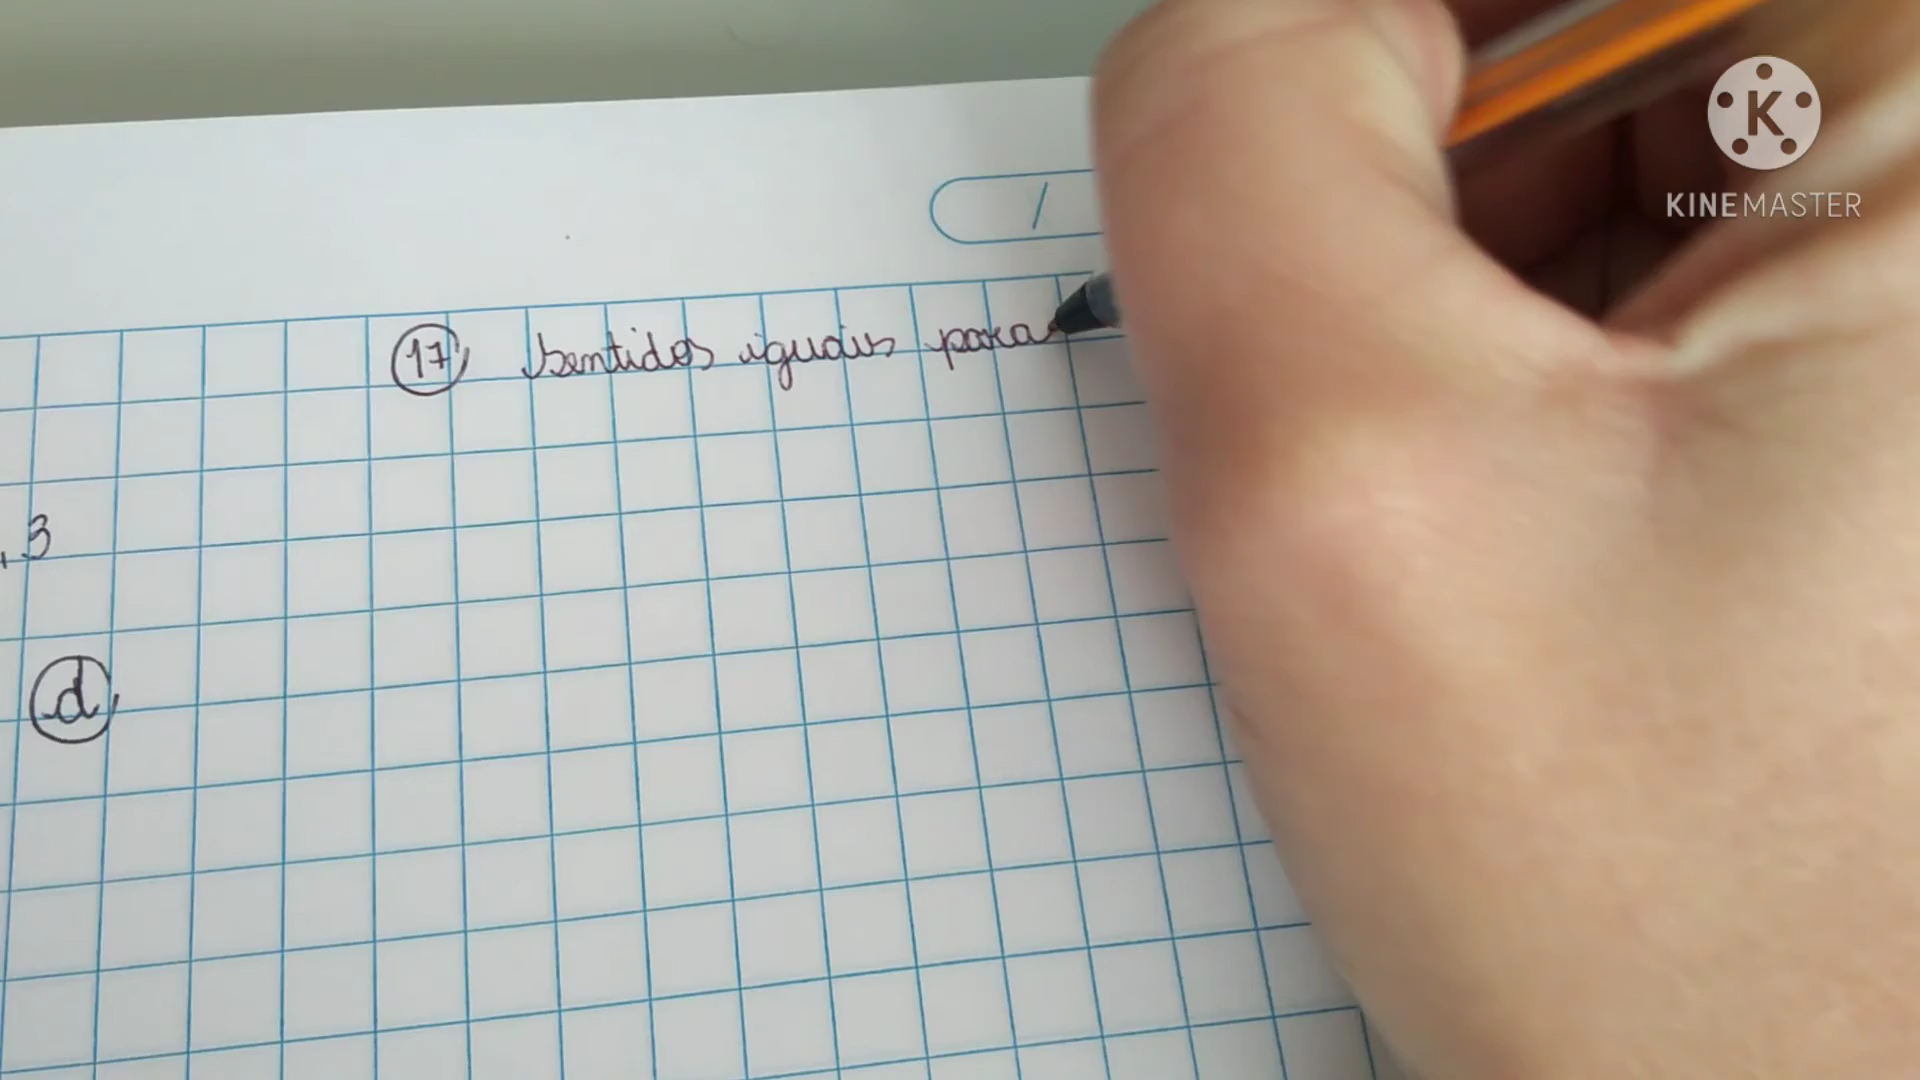 K
KINEMASTER
/
17, Sentidos iguais para
, 3
d,